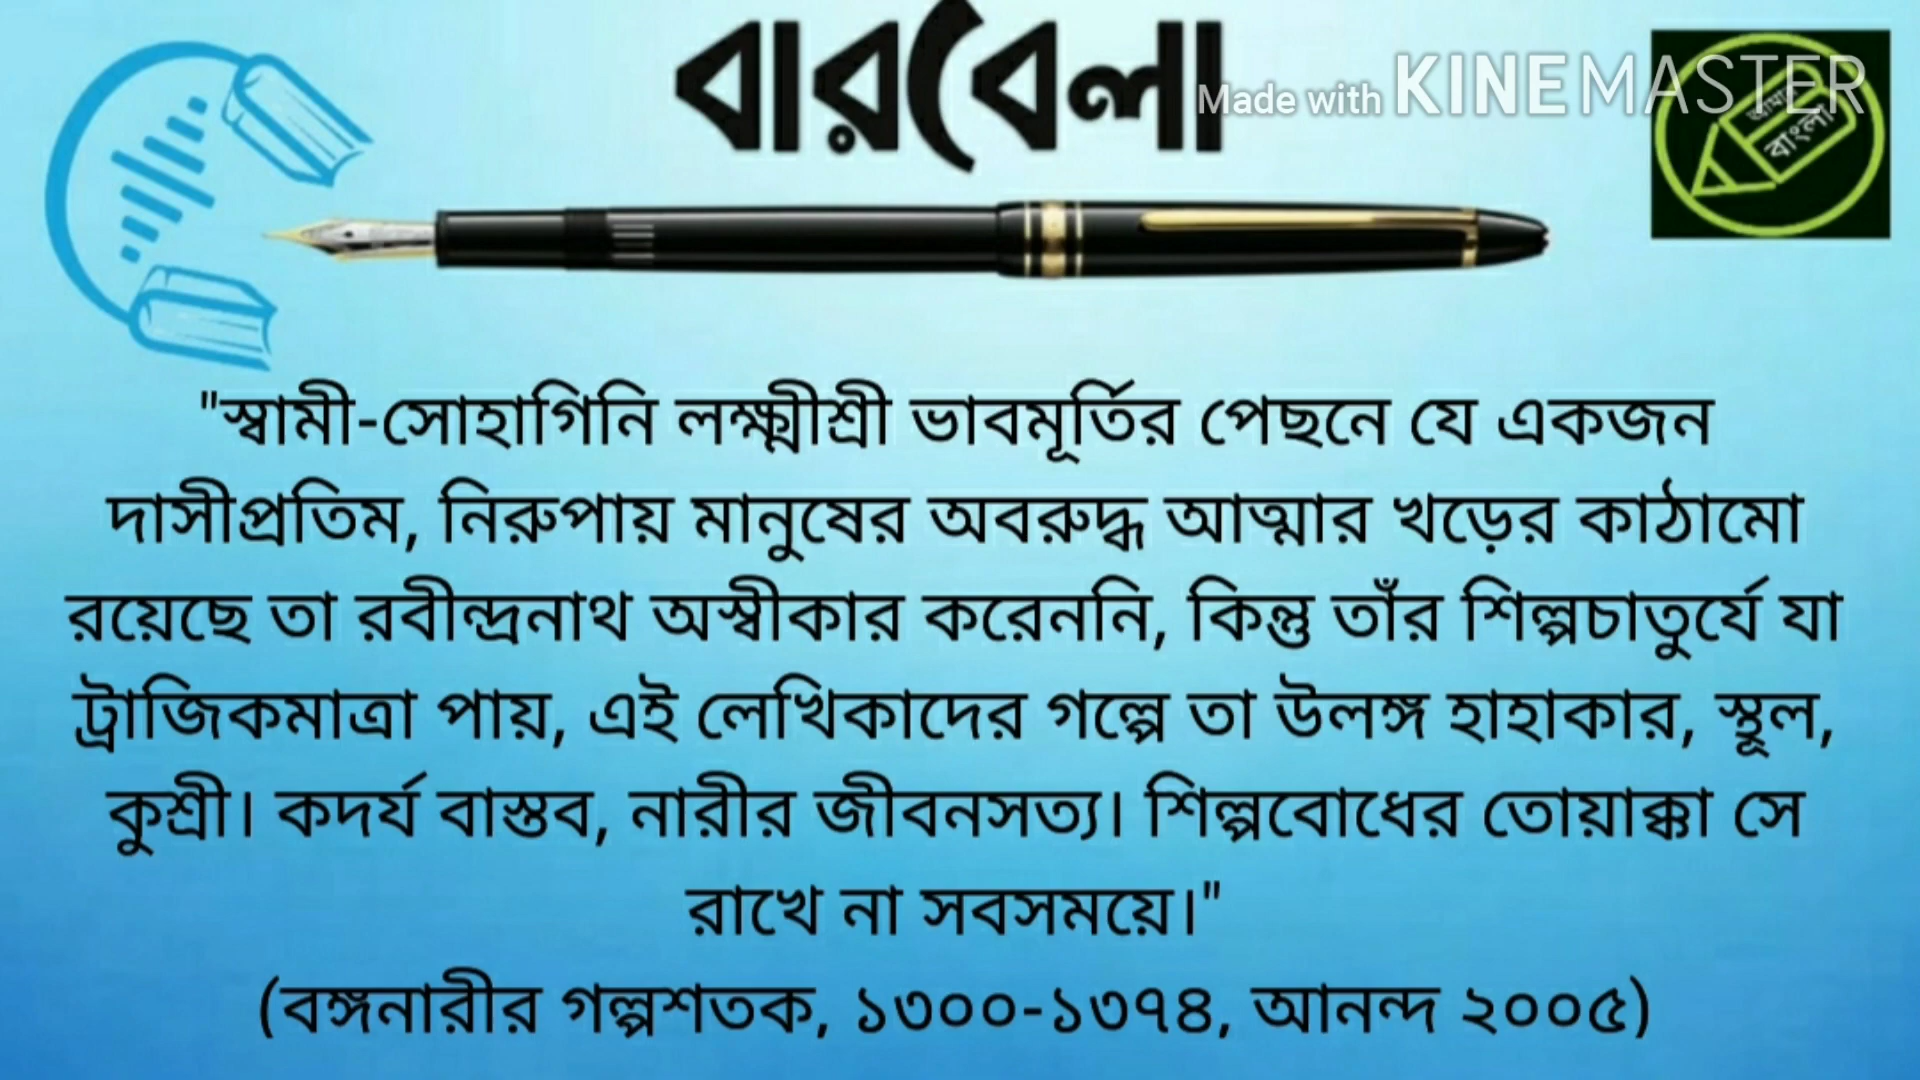 বারবেলা
Made with KINEMASTER
বাংলা
"স্বামী-সোহাগিনি লক্ষ্মীশ্রী ভাবমূর্তির পেছনে যে একজন
দাসীপ্রতিম, নিরুপায় মানুষের অবরুদ্ধ আত্মার খড়ের কাঠামো
রয়েছে তা রবীন্দ্রনাথ অস্বীকার করেননি, কিন্তু তাঁর শিল্পচাতুর্যে যা
ট্রাজিকমাত্রা পায়, এই লেখিকাদের গল্পে তা উলঙ্গ হাহাকার, স্থূল,
কুশ্রী। কদর্য বাস্তব, নারীর জীবনসত্য। শিল্পবোধের তোয়াক্কা সে
রাখে না সবসময়ে।"
(বঙ্গনারীর গল্পশতক, ১৩০০-১৩৭৪, আনন্দ ২০০৫)